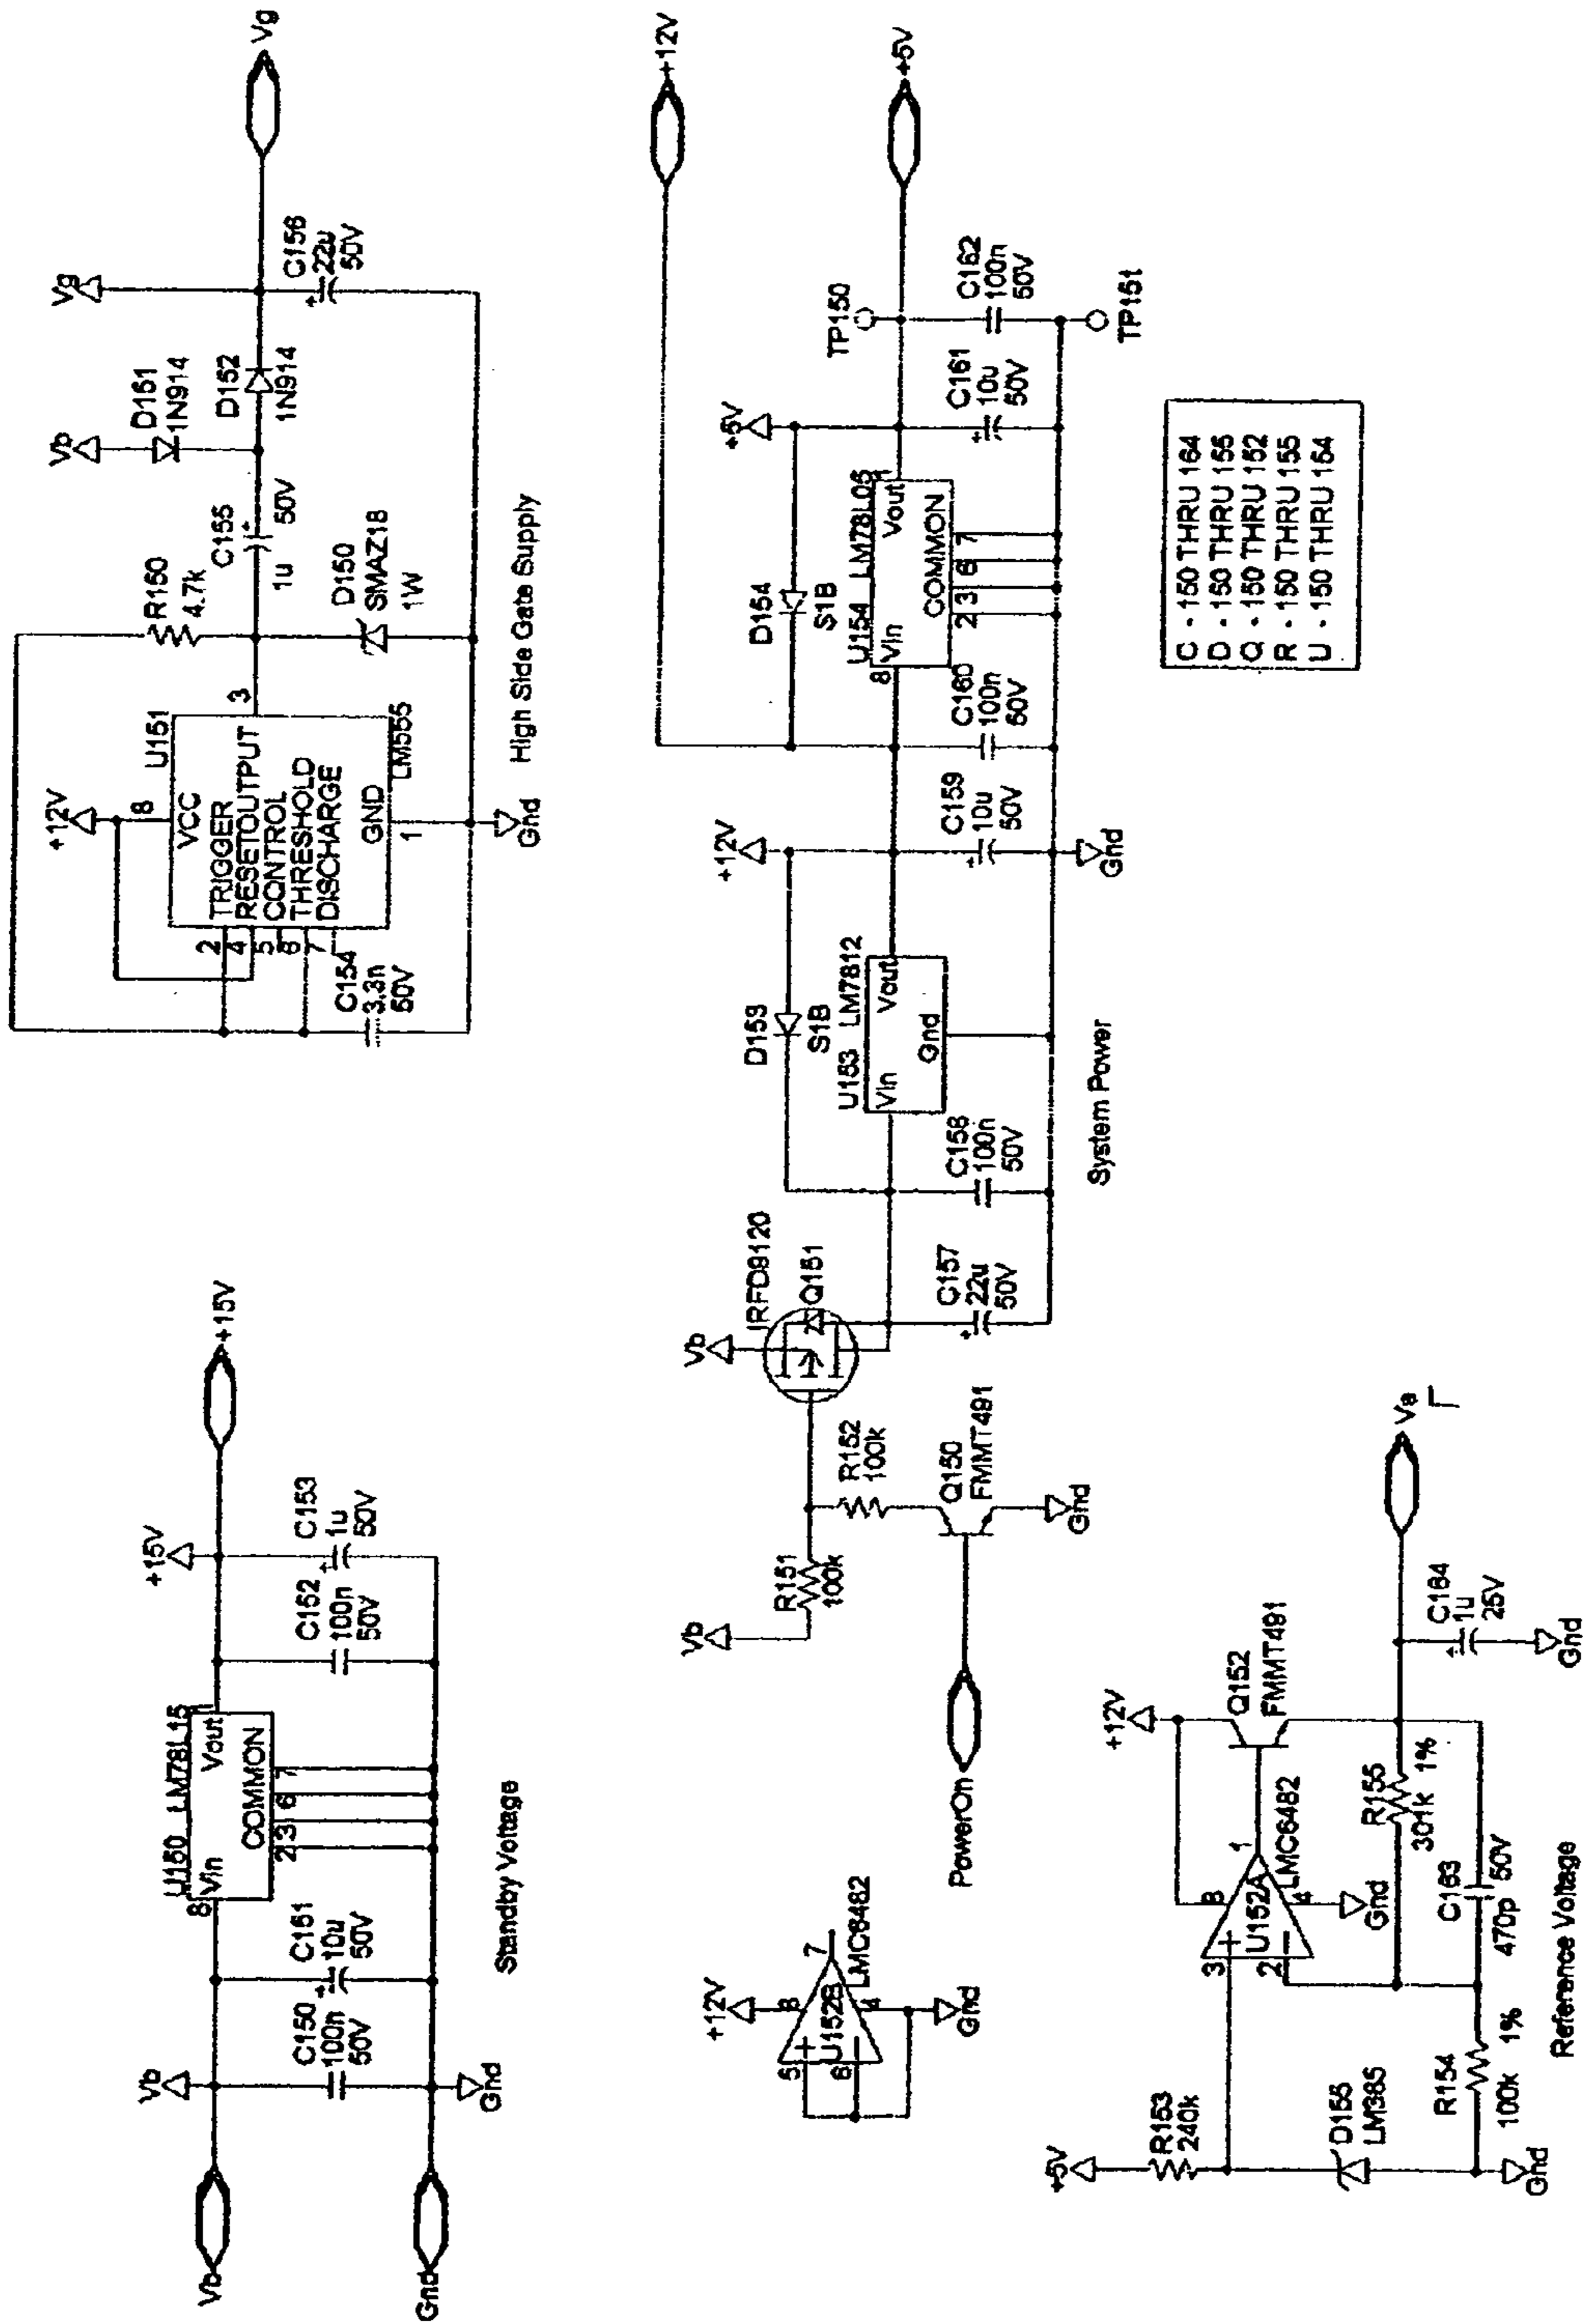 Vb
Gnd
Vb
C150
100n
50V
Gnd
C151
10u
50V
U150 LM78L15
8
Vin
Vout
1
COMMON
2 3 6 7
C152
100n
50V
+15V
C153
1u
50V
+15V
Standby Voltage
+12V
8
U151
VCC
2
TRIGGER
4
RESET OUTPUT
3
5
CONTROL
6
THRESHOLD
7
DISCHARGE
GND
1
LM555
C154
3.3n
50V
Gnd
R150
4.7k
D150
SMAZ18
1W
C155
1u 50V
Vb
D151
1N914
D152
1N914
Vg
C156
22u
50V
Vg
High Side Gate Supply
+12V
8
5
U152B
7
6
4
LMC6482
Gnd
PowerOn
Vb
R151
100k
R152
100k
Q150
FMMT491
Gnd
Vb
IRFD9120
Q151
C157
22u
50V
C158
100n
50V
D153
S1B
U153 LM7812
Vin
Vout
Gnd
+12V
C159
10u
50V
Gnd
C160
100n
50V
D154
S1B
U154 LM78L05
8
Vin
Vout
1
COMMON
2 3 6 7
+5V
C161
10u
50V
TP150
C162
100n
50V
TP151
+12V
+5V
System Power
+5V
R153
240k
D155
LM385
Gnd
R154
100k 1%
3
2
8
U152A
1
4
LMC6482
Gnd
+12V
Q152
FMMT491
R155
301k 1%
C163
470p 50V
C164
1u
25V
Gnd
Va
Reference Voltage
C - 150 THRU 164
D - 150 THRU 155
Q - 150 THRU 152
R - 150 THRU 155
U - 150 THRU 154